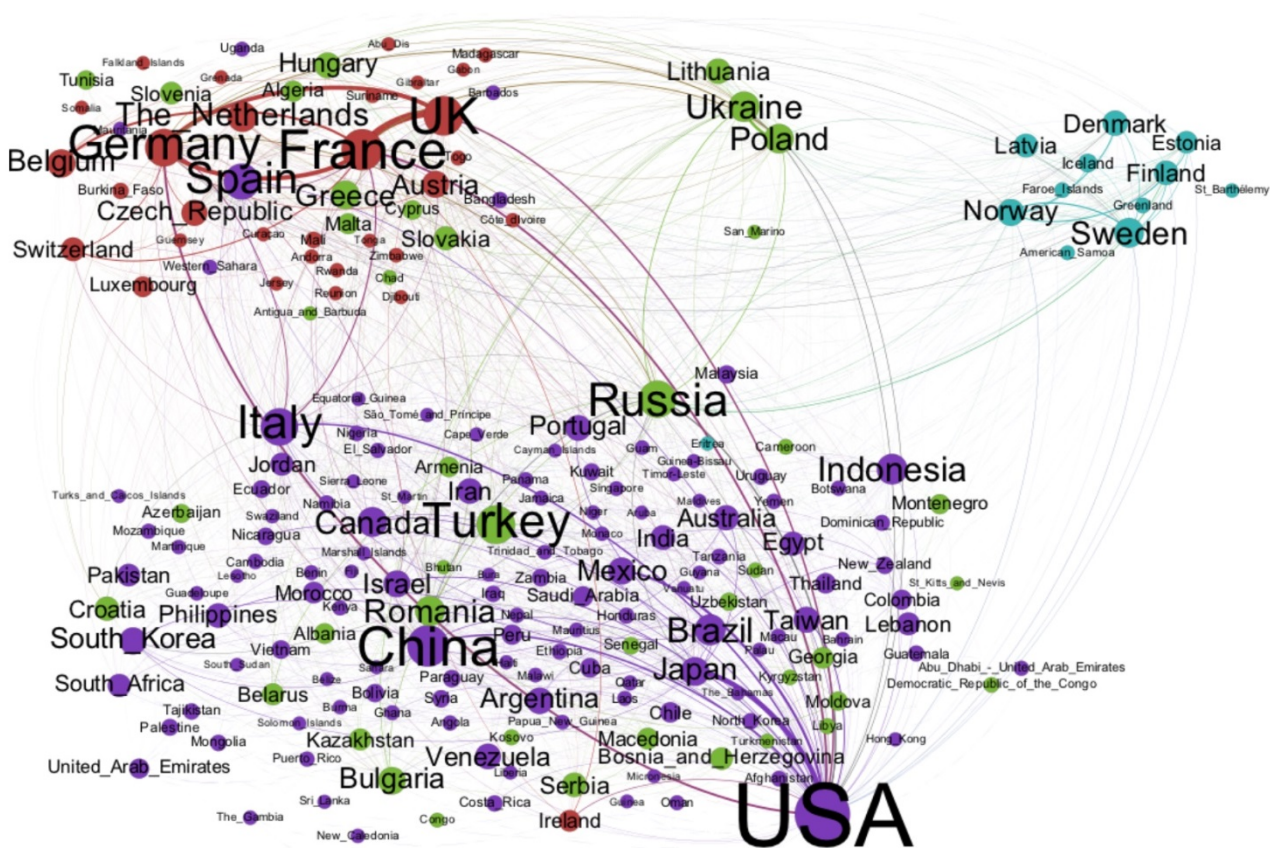 Uganda
Abu_Dis
Falkland_Islands
Hungary
Madagascar
Gabon
Lithuania
Tunisia
Grenada
Slovenia
Algeria
Gibraltar
Suriname
Barbados
Somalia
The_Netherlands
UK
Ukraine
Mauritania
Denmark
Germany
France
Poland
Latvia
Estonia
Belgium
Togo
Iceland
Finland
Spain
Austria
Burkina_Faso
Greece
Bangladesh
Faroe_Islands
St_Barthélemy
Czech_Republic
Cyprus
Greenland
Norway
Malta
Côte_dIvoire
San_Marino
Sweden
Guernsey
Curaçao
Mali
Tonga
Slovakia
Switzerland
Andorra
Zimbabwe
American_Samoa
Western_Sahara
Rwanda
Chad
Luxembourg
Jersey
Reunion
Djibouti
Antigua_and_Barbuda
Malaysia
Equatorial_Guinea
Russia
Italy
São_Tomé_and_Príncipe
Portugal
Nigeria
Cape_Verde
El_Salvador
Cayman_Islands
Guam
Eritrea
Cameroon
Jordan
Armenia
Guinea-Bissau
Kuwait
Timor-Leste
Uruguay
Indonesia
Ecuador
Sierra_Leone
Iran
Panama
Singapore
Botswana
Turks_and_Caicos_Islands
St_Martin
Jamaica
Maldives
Yemen
Montenegro
Azerbaijan
Swaziland
Namibia
Canada
Turkey
Niger
Aruba
Australia
Dominican_Republic
Mozambique
Nicaragua
Monaco
India
Egypt
Martinique
Marshall_Islands
Trinidad_and_Tobago
Tanzania
New_Zealand
Cambodia
Bhutan
Pakistan
Lesotho
Benin
Fiji
Israel
Zambia
Mexico
Guyana
Sudan
Thailand
St_Kitts_and_Nevis
Guadeloupe
Morocco
Iraq
Saudi_Arabia
Vanuatu
Uzbekistan
Colombia
Croatia
Philippines
Kenya
Romania
Nepal
Honduras
Taiwan
Lebanon
South_Korea
Albania
China
Peru
Mauritius
Senegal
Brazil
Macau
Bahrain
Vietnam
Ethiopia
Palau
Georgia
Guatemala
South_Sudan
Cuba
Japan
Abu_Dhabi_-_United_Arab_Emirates
South_Africa
Belize
Paraguay
Malawi
Qatar
Kyrgyzstan
Democratic_Republic_of_the_Congo
Belarus
Bolivia
Syria
Argentina
Laos
The_Bahamas
Moldova
Tajikistan
Burma
Ghana
Chile
Palestine
Solomon_Islands
Angola
Papua_New_Guinea
North_Korea
Libya
Mongolia
Kazakhstan
Kosovo
Macedonia
Turkmenistan
Hong_Kong
Puerto_Rico
Venezuela
Bosnia_and_Herzegovina
United_Arab_Emirates
Bulgaria
Liberia
Serbia
Micronesia
Afghanistan
Sri_Lanka
Costa_Rica
Guinea
Oman
USA
The_Gambia
Congo
Ireland
New_Caledonia